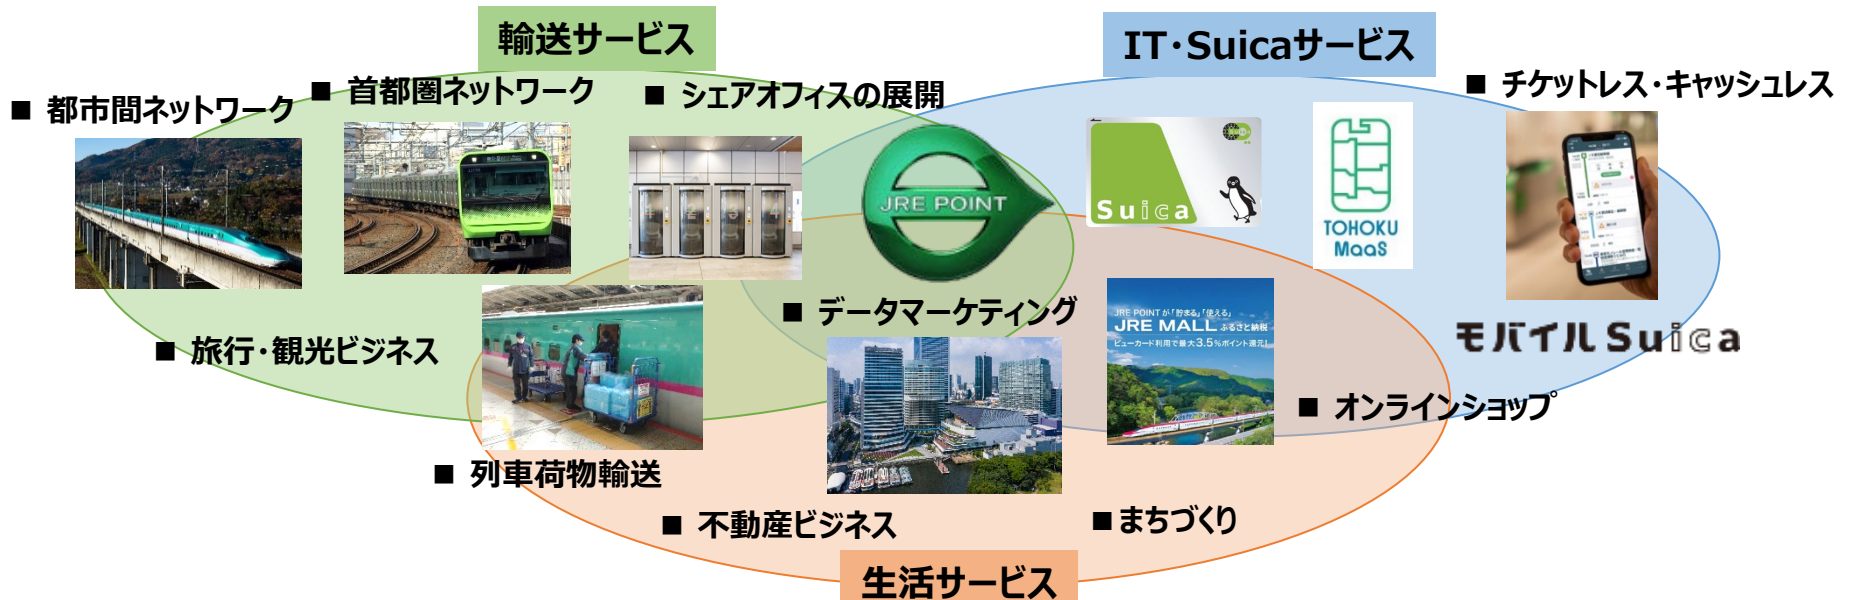 輸送サービス
IT・Suicaサービス
■ 都市間ネットワーク
■ 首都圏ネットワーク
■ シェアオフィスの展開
■ チケットレス・キャッシュレス
1 2 3 4
JRE POINT
Suica
TOHOKU
MaaS
■ 旅行・観光ビジネス
■ データマーケティング
JRE POINTが「貯まる」「使える」
JRE MALL ふるさと納税
ビューカード利用で最大3.5%ポイント還元!
モバイルSuica
■ オンラインショップ
■ 列車荷物輸送
■ 不動産ビジネス
■まちづくり
生活サービス